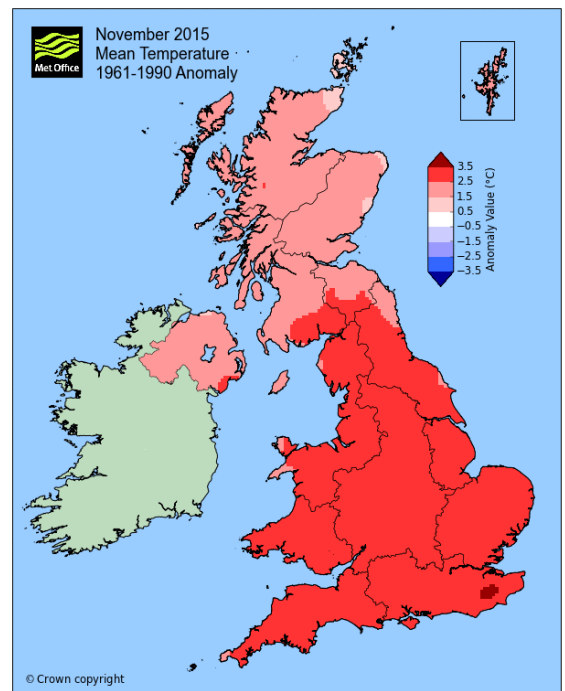 November 2015
Mean Temperature
1961-1990 Anomaly
Met Office
3.5
2.5
1.5
0.5
−0.5
−1.5
−2.5
−3.5
Anomaly Value (°C)
© Crown copyright